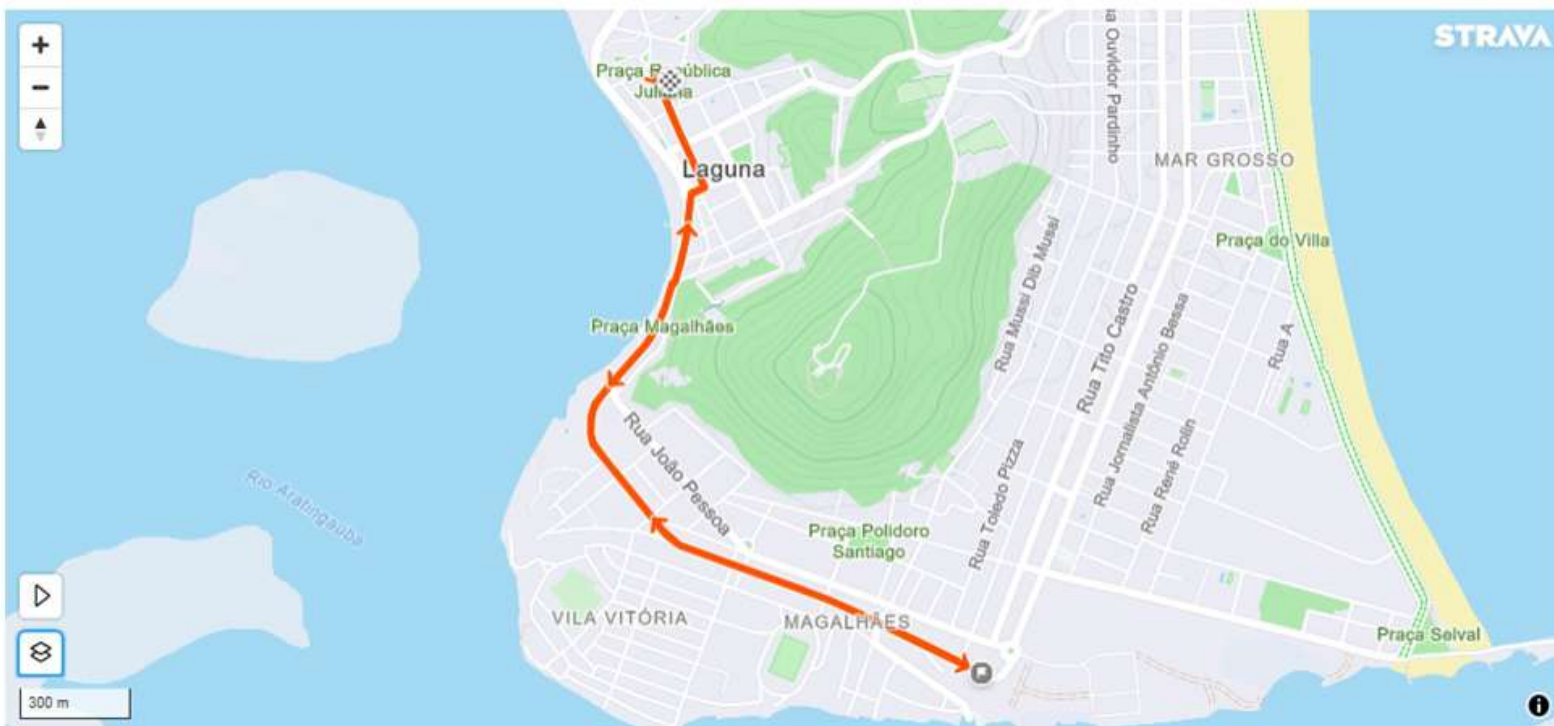 +
STRAVA
−
Praça República
Juliana
Rua Ouvidor Pardinho
MAR GROSSO
Laguna
Praça do Villa
Rua Mussi Dib Mussi
Praça Magalhães
Rua Tito Castro
Rua Jornalista Antônio Bessa
Rua A
Rua João Pessoa
Rua Toledo Pizza
Rua René Rolin
Rio Aratingauba
Praça Polidoro
Santiago
VILA VITÓRIA
MAGALHÃES
Praça Selval
300 m
i